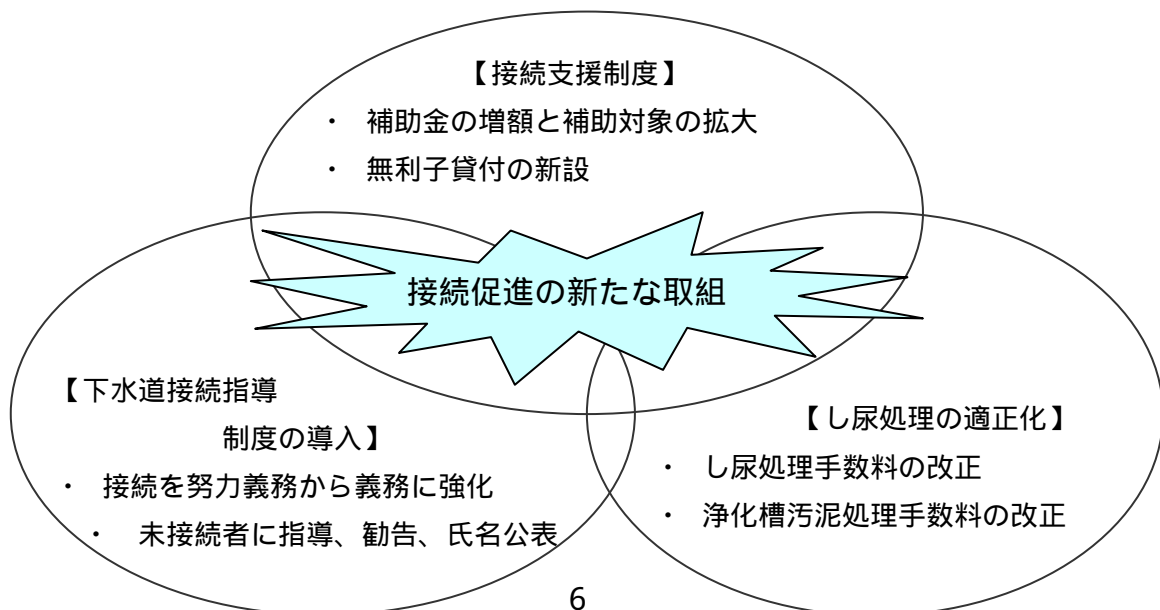 【接続支援制度】
・ 補助金の増額と補助対象の拡大
・ 無利子貸付の新設
接続促進の新たな取組
【下水道接続指導
制度の導入】
・ 接続を努力義務から義務に強化
・ 未接続者に指導、勧告、氏名公表
【し尿処理の適正化】
・ し尿処理手数料の改正
・ 浄化槽汚泥処理手数料の改正
6